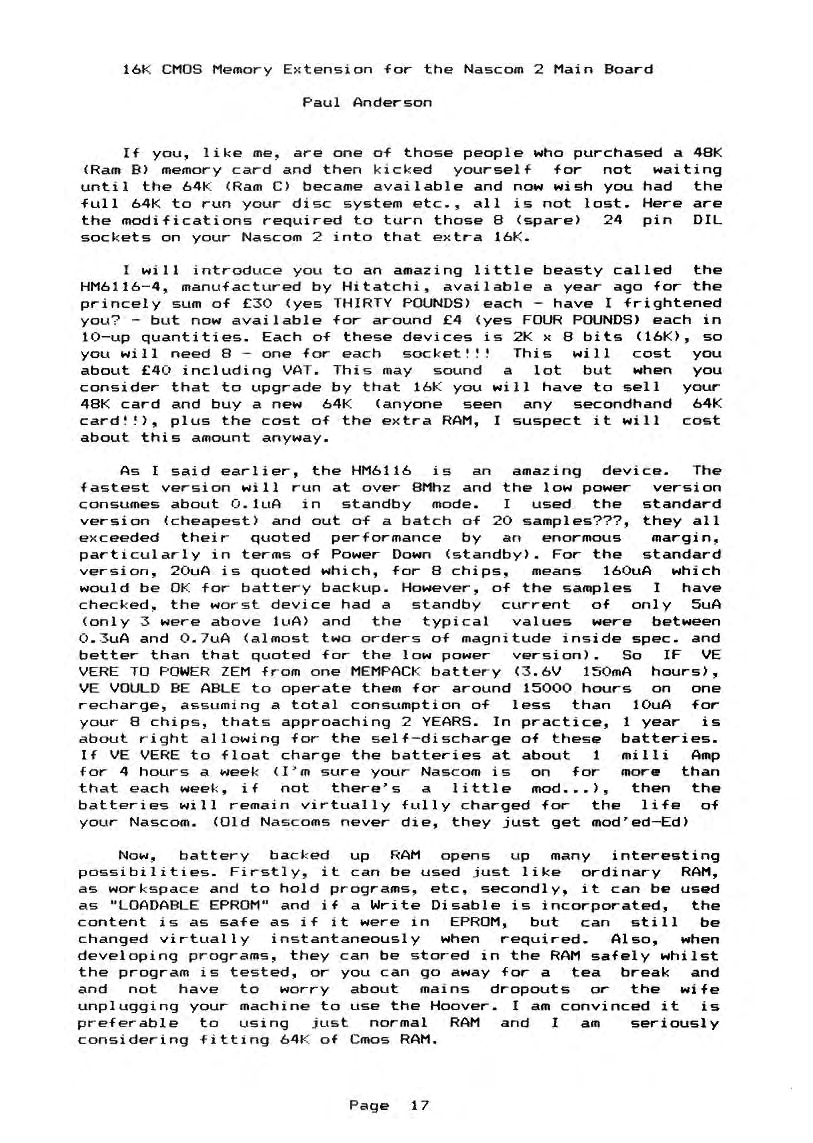 16K CMOS Memory Extension for the Nascom 2 Main Board
Paul Anderson
If you, like me, are one of those people who purchased a 48K
(Ram B) memory card and then kicked yourself for not waiting
until the 64K (Ram C) became available and now wish you had the
full 64K to run your disc system etc., all is not lost. Here are
the modifications required to turn those 8 (spare) 24 pin DIL
sockets on your Nascom 2 into that extra 16K.
I will introduce you to an amazing little beasty called the
HM6116-4, manufactured by Hitatchi, available a year ago for the
princely sum of £30 (yes THIRTY POUNDS) each - have I frightened
you? - but now available for around £4 (yes FOUR POUNDS) each in
10-up quantities. Each of these devices is 2K x 8 bits (16K), so
you will need 8 - one for each socket!!! This will cost you
about £40 including VAT. This may sound a lot but when you
consider that to upgrade by that 16K you will have to sell your
48K card and buy a new 64K (anyone seen any secondhand 64K
card!!), plus the cost of the extra RAM, I suspect it will cost
about this amount anyway.
As I said earlier, the HM6116 is an amazing device. The
fastest version will run at over 8Mhz and the low power version
consumes about 0.1uA in standby mode. I used the standard
version (cheapest) and out of a batch of 20 samples???, they all
exceeded their quoted performance by an enormous margin,
particularly in terms of Power Down (standby). For the standard
version, 20uA is quoted which, for 8 chips, means 160uA which
would be OK for battery backup. However, of the samples I have
checked, the worst device had a standby current of only 5uA
(only 3 were above 1uA) and the typical values were between
0.3uA and 0.7uA (almost two orders of magnitude inside spec. and
better than that quoted for the low power version). So IF VE
VERE TO POWER ZEM from one MEMPACK battery (3.6V 150mA hours),
VE VOULD BE ABLE to operate them for around 15000 hours on one
recharge, assuming a total consumption of less than 10uA for
your 8 chips, thats approaching 2 YEARS. In practice, 1 year is
about right allowing for the self-discharge of these batteries.
If VE VERE to float charge the batteries at about 1 milli Amp
for 4 hours a week (I'm sure your Nascom is on for more than
that each week, if not there's a little mod...), then the
batteries will remain virtually fully charged for the life of
your Nascom. (Old Nascoms never die, they just get mod'ed-Ed)
Now, battery backed up RAM opens up many interesting
possibilities. Firstly, it can be used just like ordinary RAM,
as workspace and to hold programs, etc, secondly, it can be used
as "LOADABLE EPROM" and if a Write Disable is incorporated, the
content is as safe as if it were in EPROM, but can still be
changed virtually instantaneously when required. Also, when
developing programs, they can be stored in the RAM safely whilst
the program is tested, or you can go away for a tea break and
and not have to worry about mains dropouts or the wife
unplugging your machine to use the Hoover. I am convinced it is
preferable to using just normal RAM and I am seriously
considering fitting 64K of Cmos RAM.
Page 17